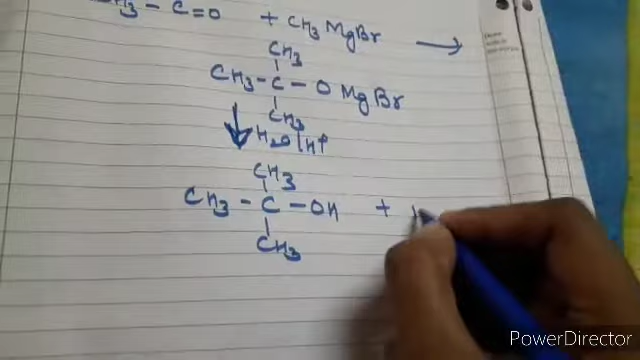 CH3 - C=O + CH3 MgBr →
CH3
CH3 - C - O MgBr
CH3
H2O | H+
CH3
CH3 - C - OH +
CH3
PowerDirector